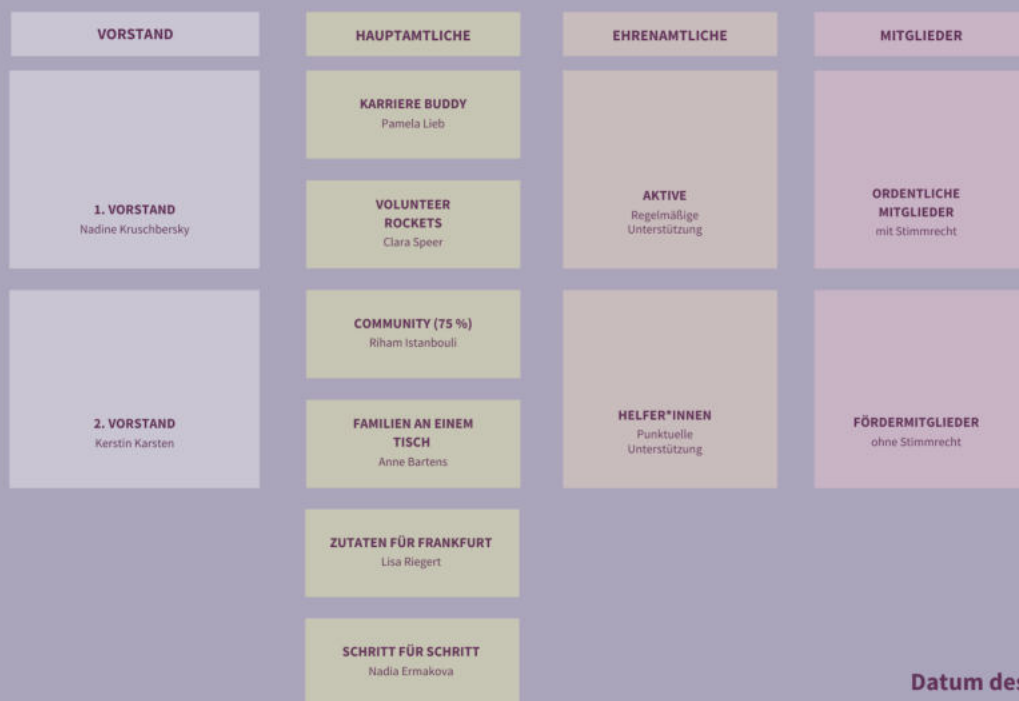 VORSTAND
1. VORSTAND
Nadine Kruschbersky
2. VORSTAND
Kerstin Karsten
HAUPTAMTLICHE
KARRIERE BUDDY
Pamela Lieb
VOLUNTEER
ROCKETS
Clara Speer
COMMUNITY (75 %)
Riham Istanbouli
FAMILIEN AN EINEM
TISCH
Anne Bartens
ZUTATEN FÜR FRANKFURT
Lisa Riegert
SCHRITT FÜR SCHRITT
Nadia Ermakova
EHRENAMTLICHE
AKTIVE
Regelmäßige
Unterstützung
HELFER*INNEN
Punktuelle
Unterstützung
MITGLIEDER
ORDENTLICHE
MITGLIEDER
mit Stimmrecht
FÖRDERMITGLIEDER
ohne Stimmrecht
Datum des